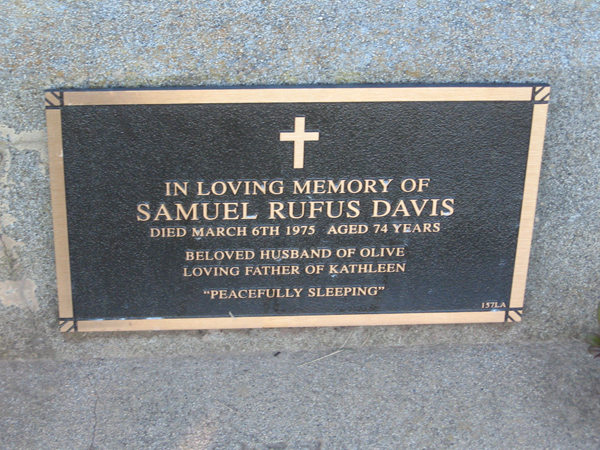 IN LOVING MEMORY OF
SAMUEL RUFUS DAVIS
DIED MARCH 6TH 1975 AGED 74 YEARS
BELOVED HUSBAND OF OLIVE
LOVING FATHER OF KATHLEEN
"PEACEFULLY SLEEPING"
157LA